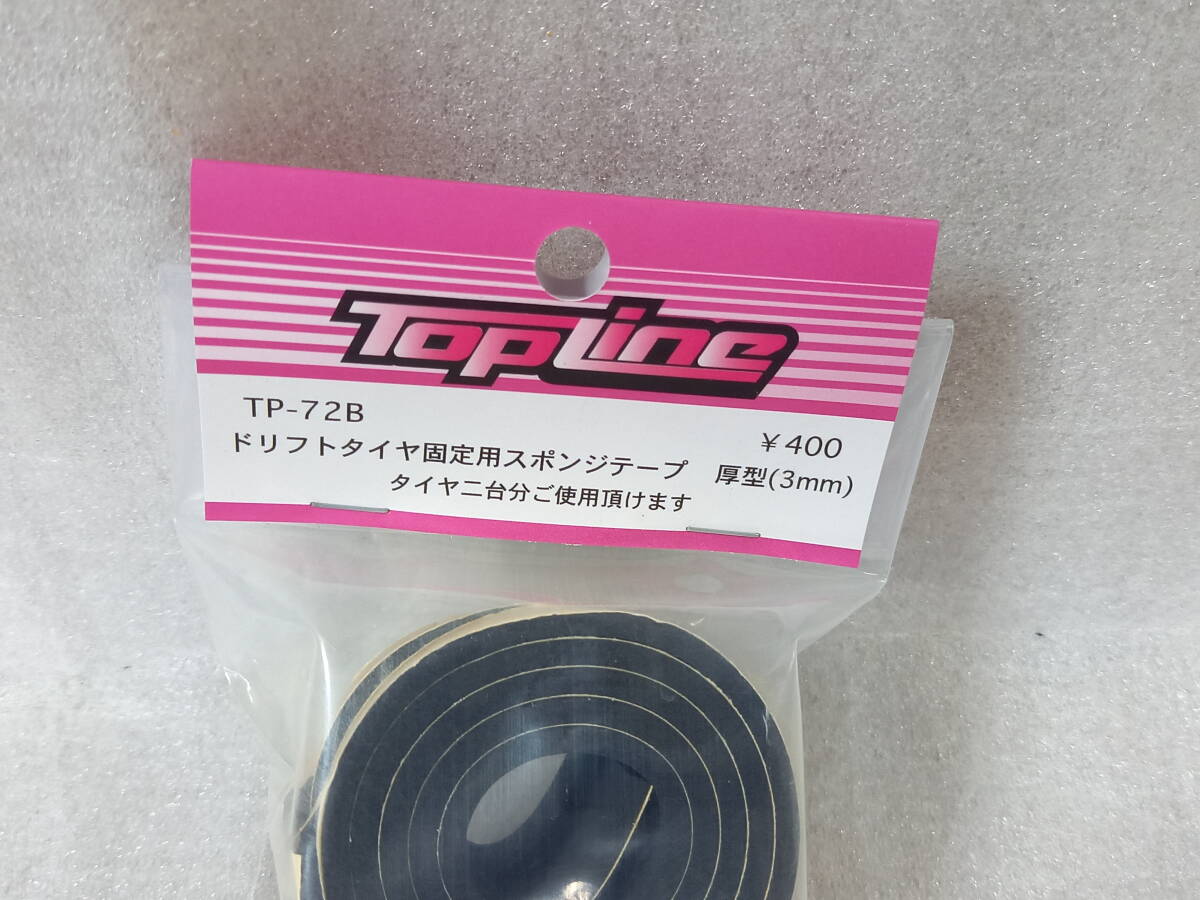 TopLine
TP-72B ¥400
ドリフトタイヤ固定用スポンジテープ 厚型(3mm)
タイヤ二台分ご使用頂けます